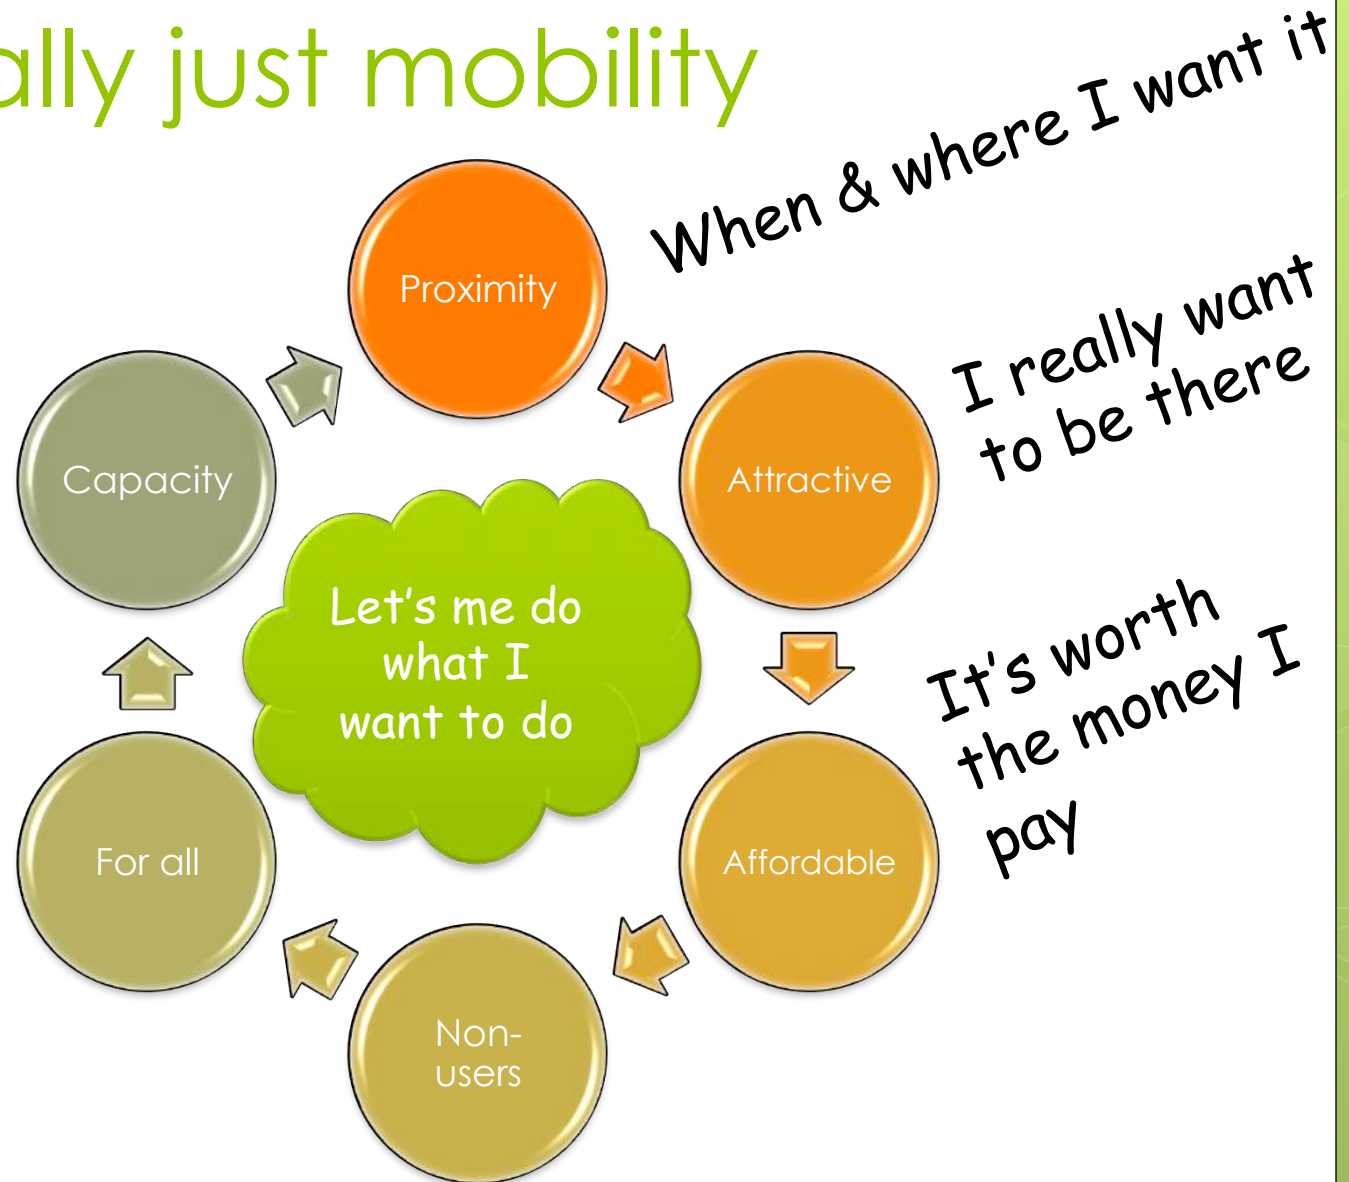 ally just mobility
When & where I want it
Proximity
I really want
to be there
Capacity
Attractive
Let's me do
what I
want to do
It's worth
the money I
pay
For all
Affordable
Non-
users